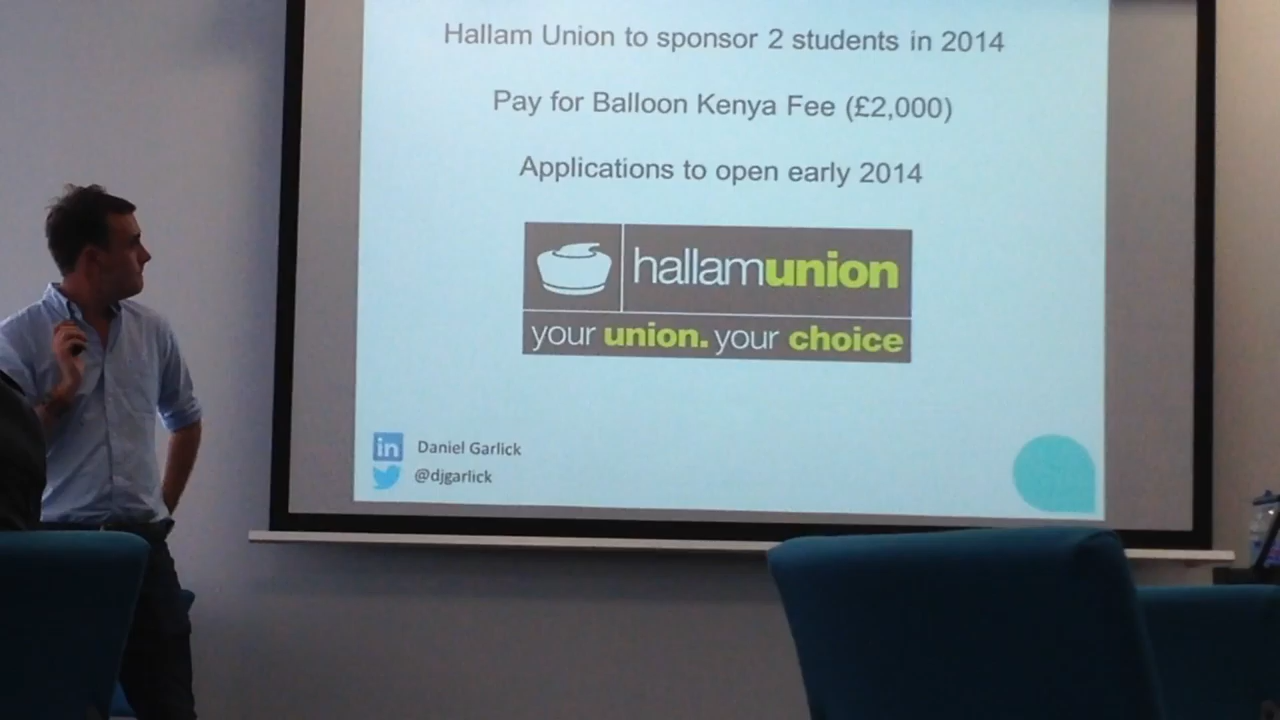 Hallam Union to sponsor 2 students in 2014
Pay for Balloon Kenya Fee (£2,000)
Applications to open early 2014
hallamunion
your union. your choice
in Daniel Garlick
@djgarlick